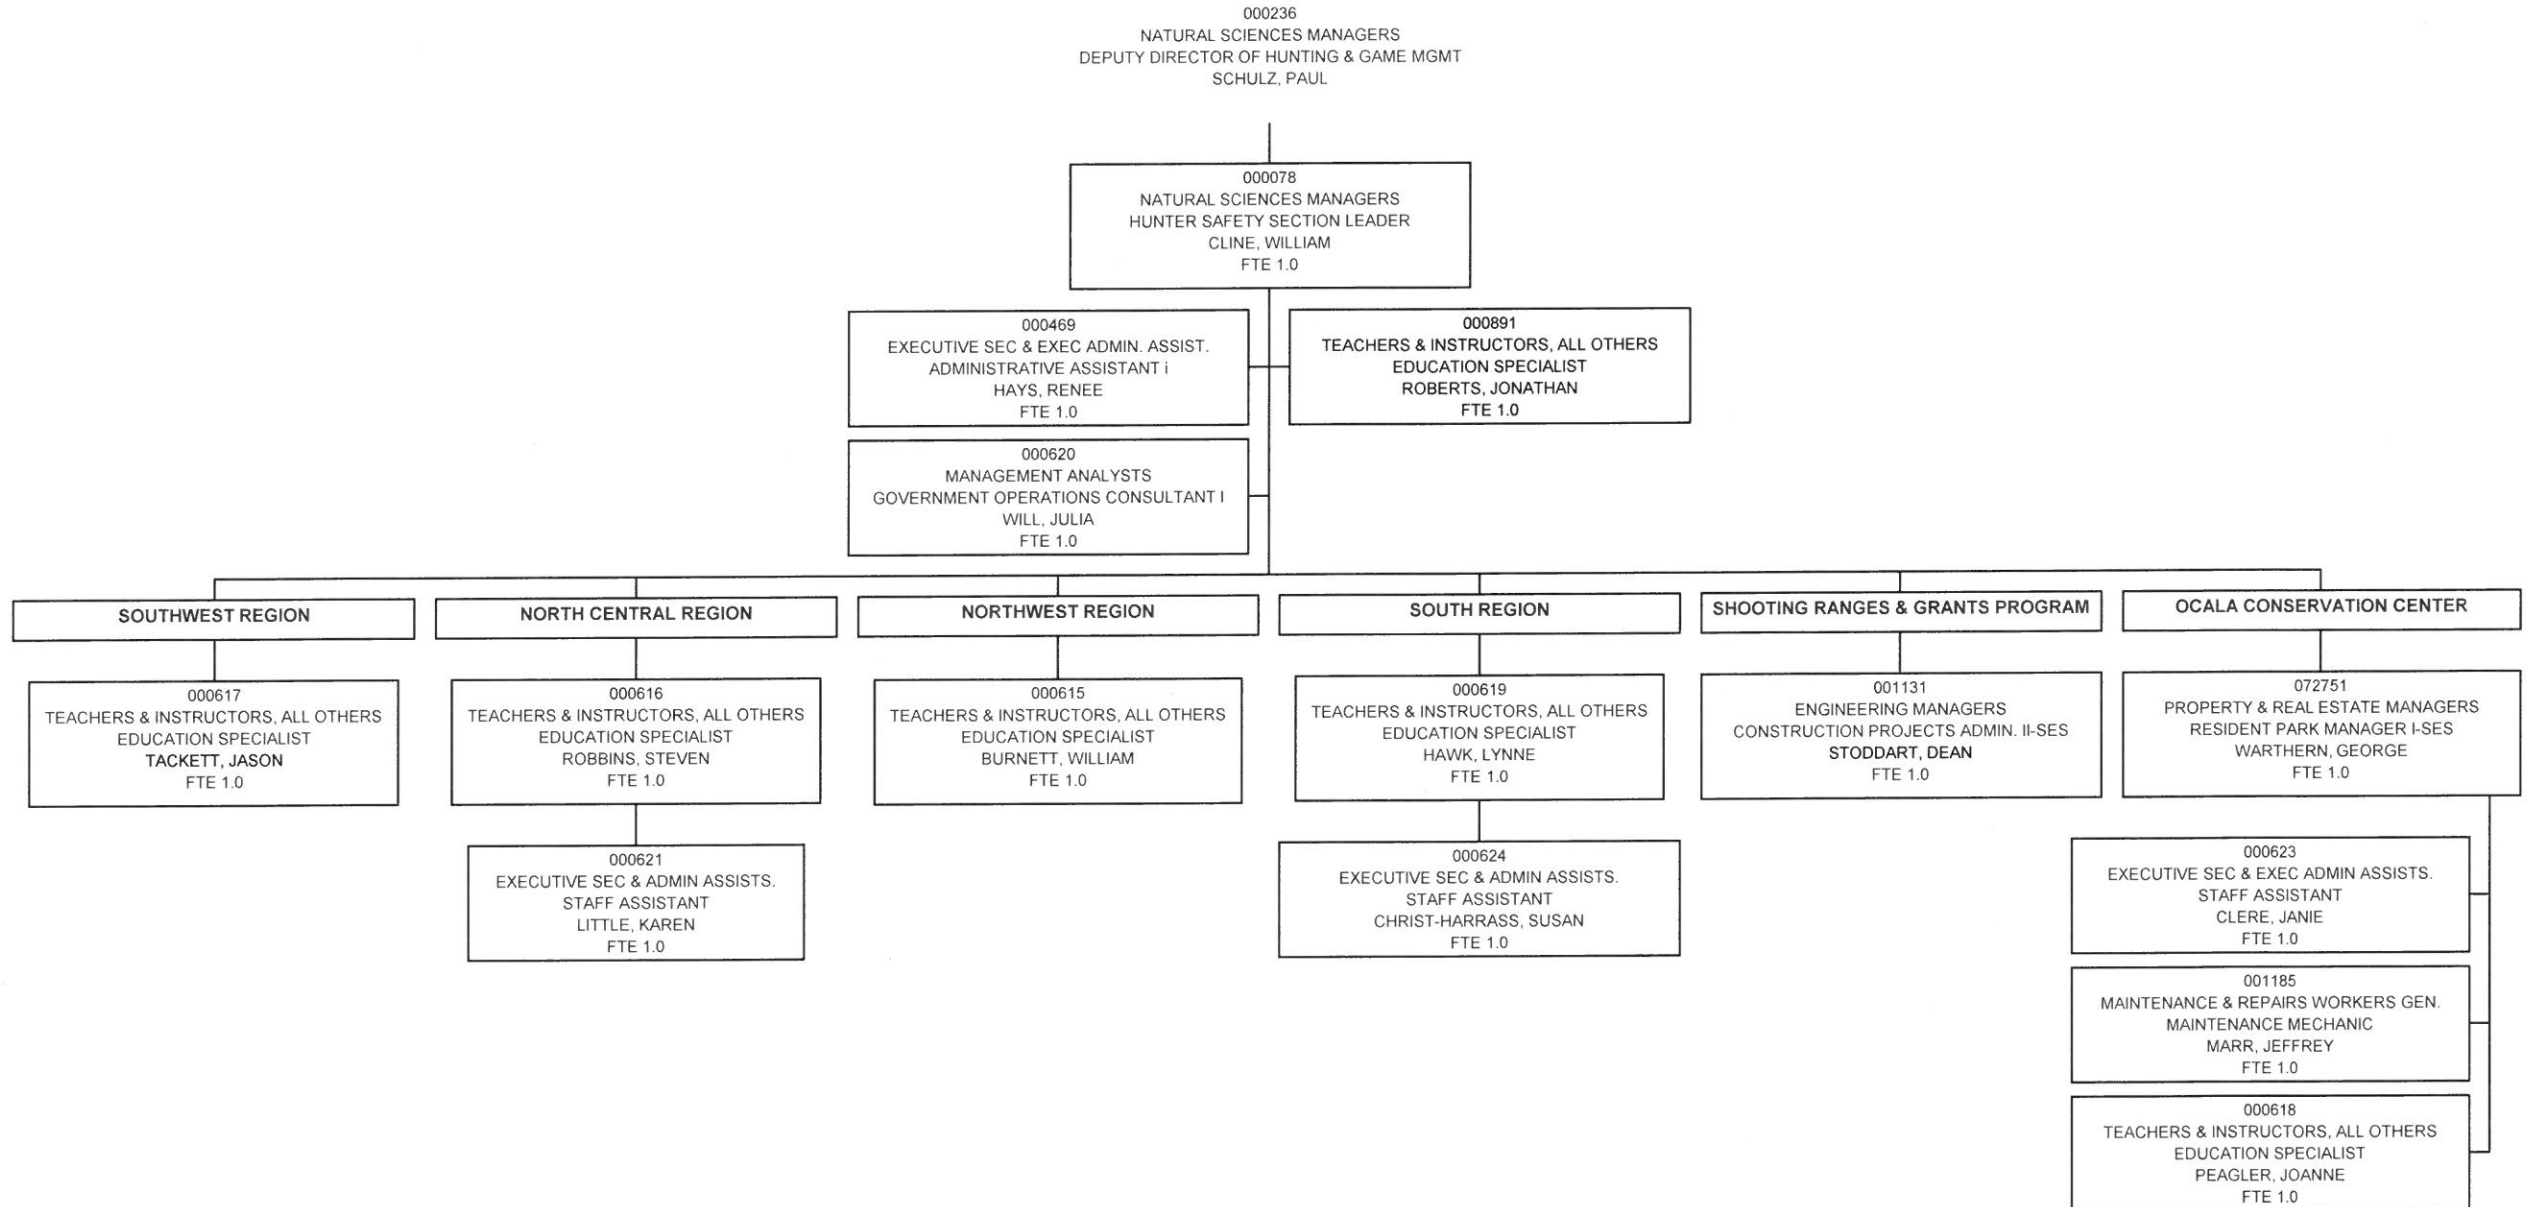 000236
NATURAL SCIENCES MANAGERS
DEPUTY DIRECTOR OF HUNTING & GAME MGMT
SCHULZ, PAUL
000078
NATURAL SCIENCES MANAGERS
HUNTER SAFETY SECTION LEADER
CLINE, WILLIAM
FTE 1.0
000469
EXECUTIVE SEC & EXEC ADMIN. ASSIST.
ADMINISTRATIVE ASSISTANT i
HAYS, RENEE
FTE 1.0
000891
TEACHERS & INSTRUCTORS, ALL OTHERS
EDUCATION SPECIALIST
ROBERTS, JONATHAN
FTE 1.0
000620
MANAGEMENT ANALYSTS
GOVERNMENT OPERATIONS CONSULTANT I
WILL, JULIA
FTE 1.0
SOUTHWEST REGION
000617
TEACHERS & INSTRUCTORS, ALL OTHERS
EDUCATION SPECIALIST
TACKETT, JASON
FTE 1.0
NORTH CENTRAL REGION
000616
TEACHERS & INSTRUCTORS, ALL OTHERS
EDUCATION SPECIALIST
ROBBINS, STEVEN
FTE 1.0
000621
EXECUTIVE SEC & ADMIN ASSISTS.
STAFF ASSISTANT
LITTLE, KAREN
FTE 1.0
NORTHWEST REGION
000615
TEACHERS & INSTRUCTORS, ALL OTHERS
EDUCATION SPECIALIST
BURNETT, WILLIAM
FTE 1.0
SOUTH REGION
000619
TEACHERS & INSTRUCTORS, ALL OTHERS
EDUCATION SPECIALIST
HAWK, LYNNE
FTE 1.0
000624
EXECUTIVE SEC & ADMIN ASSISTS.
STAFF ASSISTANT
CHRIST-HARRASS, SUSAN
FTE 1.0
SHOOTING RANGES & GRANTS PROGRAM
001131
ENGINEERING MANAGERS
CONSTRUCTION PROJECTS ADMIN. II-SES
STODDART, DEAN
FTE 1.0
OCALA CONSERVATION CENTER
072751
PROPERTY & REAL ESTATE MANAGERS
RESIDENT PARK MANAGER I-SES
WARTHERN, GEORGE
FTE 1.0
000623
EXECUTIVE SEC & EXEC ADMIN ASSISTS.
STAFF ASSISTANT
CLERE, JANIE
FTE 1.0
001185
MAINTENANCE & REPAIRS WORKERS GEN.
MAINTENANCE MECHANIC
MARR, JEFFREY
FTE 1.0
000618
TEACHERS & INSTRUCTORS, ALL OTHERS
EDUCATION SPECIALIST
PEAGLER, JOANNE
FTE 1.0